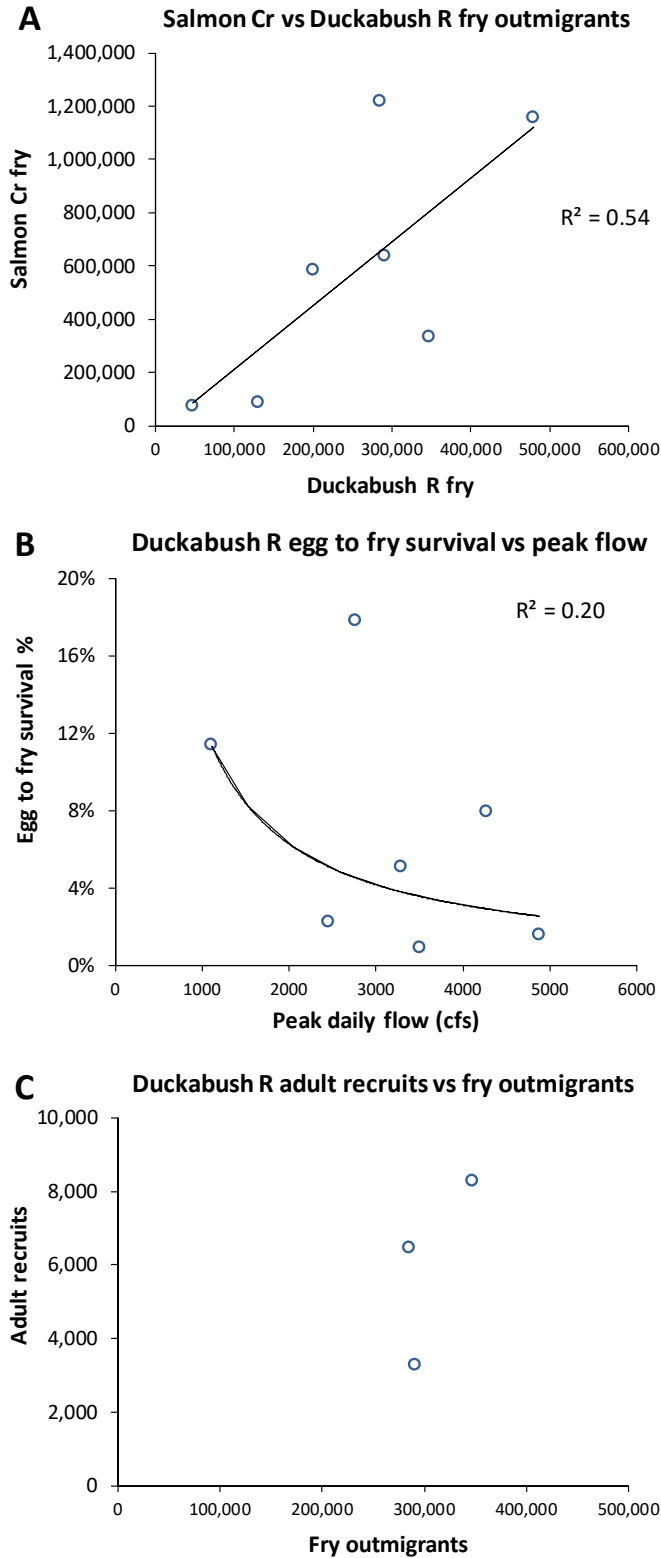 A
Salmon Cr vs Duckabush R fry outmigrants
1,400,000
1,200,000
1,000,000
800,000
600,000
400,000
200,000
0
Salmon Cr fry
R² = 0.54
0 100,000 200,000 300,000 400,000 500,000 600,000
Duckabush R fry
B
Duckabush R egg to fry survival vs peak flow
20%
16%
12%
8%
4%
0%
Egg to fry survival %
R² = 0.20
0 1000 2000 3000 4000 5000 6000
Peak daily flow (cfs)
C
Duckabush R adult recruits vs fry outmigrants
10,000
8,000
6,000
4,000
2,000
0
Adult recruits
0 100,000 200,000 300,000 400,000 500,000
Fry outmigrants